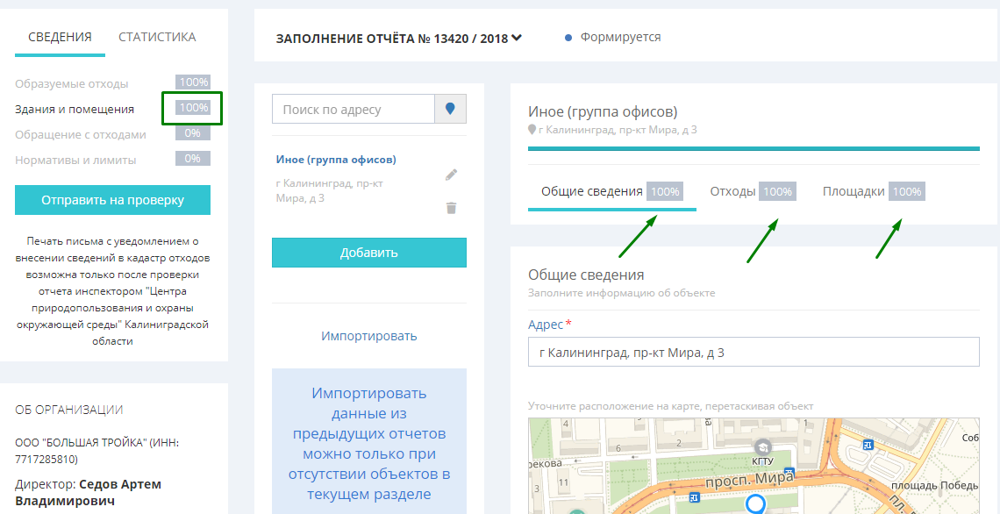 СВЕДЕНИЯ СТАТИСТИКА
Образуемые отходы 100%
Здания и помещения 100%
Обращение с отходами 0%
Нормативы и лимиты 0%
Отправить на проверку
Печать письма с уведомлением о
внесении сведений в кадастр отходов
возможна только после проверки
отчета инспектором "Центра
природопользования и охраны
окружающей среды" Калиниградской
области
ОБ ОРГАНИЗАЦИИ
ООО "БОЛЬШАЯ ТРОЙКА" (ИНН:
7717285810)
Директор: Седов Артем
Владимирович
ЗАПОЛНЕНИЕ ОТЧЁТА № 13420 / 2018
Формируется
Поиск по адресу
Иное (группа офисов)
г Калининград, пр-кт
Мира, д 3
Добавить
Импортировать
Импортировать
данные из
предыдущих отчетов
можно только при
отсутствии объектов в
текущем разделе
Иное (группа офисов)
г Калининград, пр-кт Мира, д 3
Общие сведения 100% Отходы 100% Площадки 100%
Общие сведения
Заполните информацию об объекте
Адрес *
г Калининград, пр-кт Мира, д 3
Уточните расположение на карте, перетаскивая объект
4
2
6
1
Соб
КГТУ
рекова
3
11
просп. Мира
площадь Победь
пл.